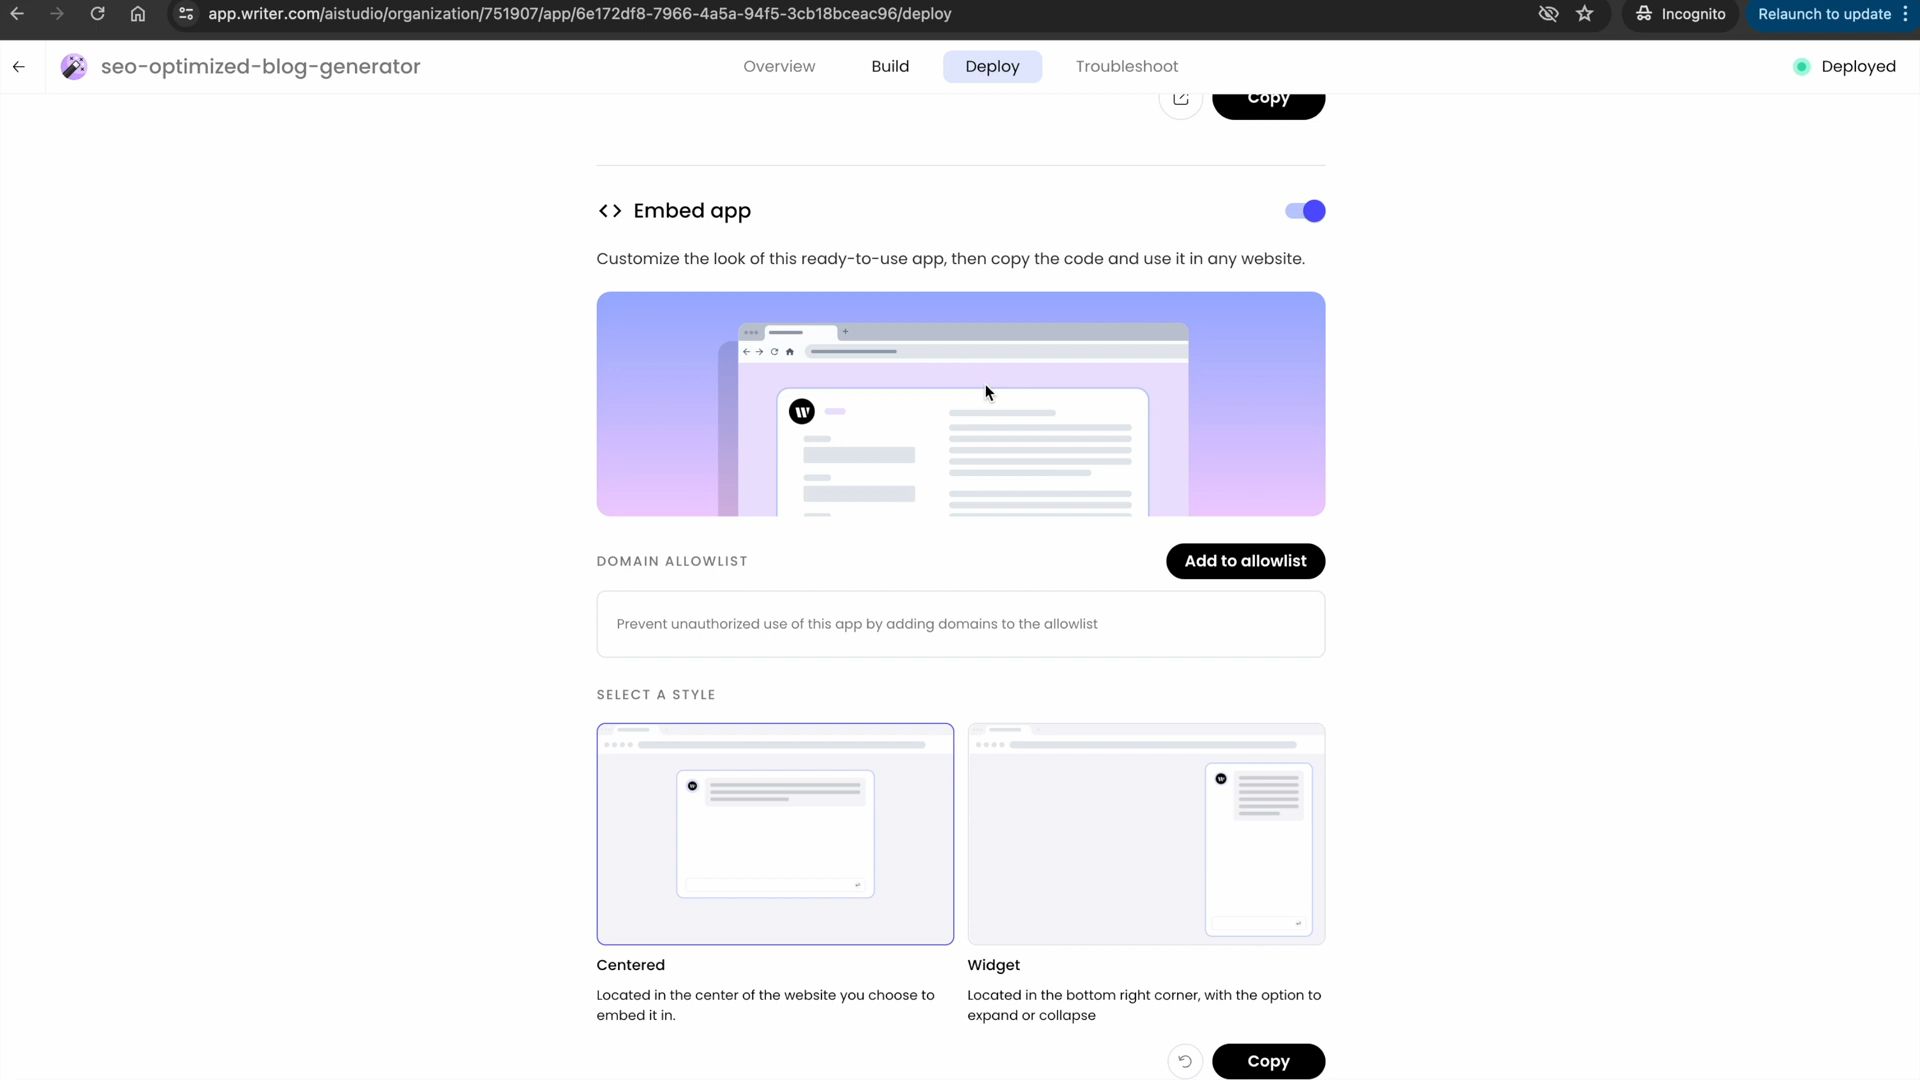 app.writer.com/aistudio/organization/751907/app/6e172df8-7966-4a5a-94f5-3cb18bceac96/deploy
Incognito
Relaunch to update
seo-optimized-blog-generator
Overview
Build
Deploy
Troubleshoot
Deployed
Copy
Embed app
Customize the look of this ready-to-use app, then copy the code and use it in any website.
DOMAIN ALLOWLIST
Add to allowlist
Prevent unauthorized use of this app by adding domains to the allowlist
SELECT A STYLE
Centered
Located in the center of the website you choose to
embed it in.
Widget
Located in the bottom right corner, with the option to
expand or collapse
Copy